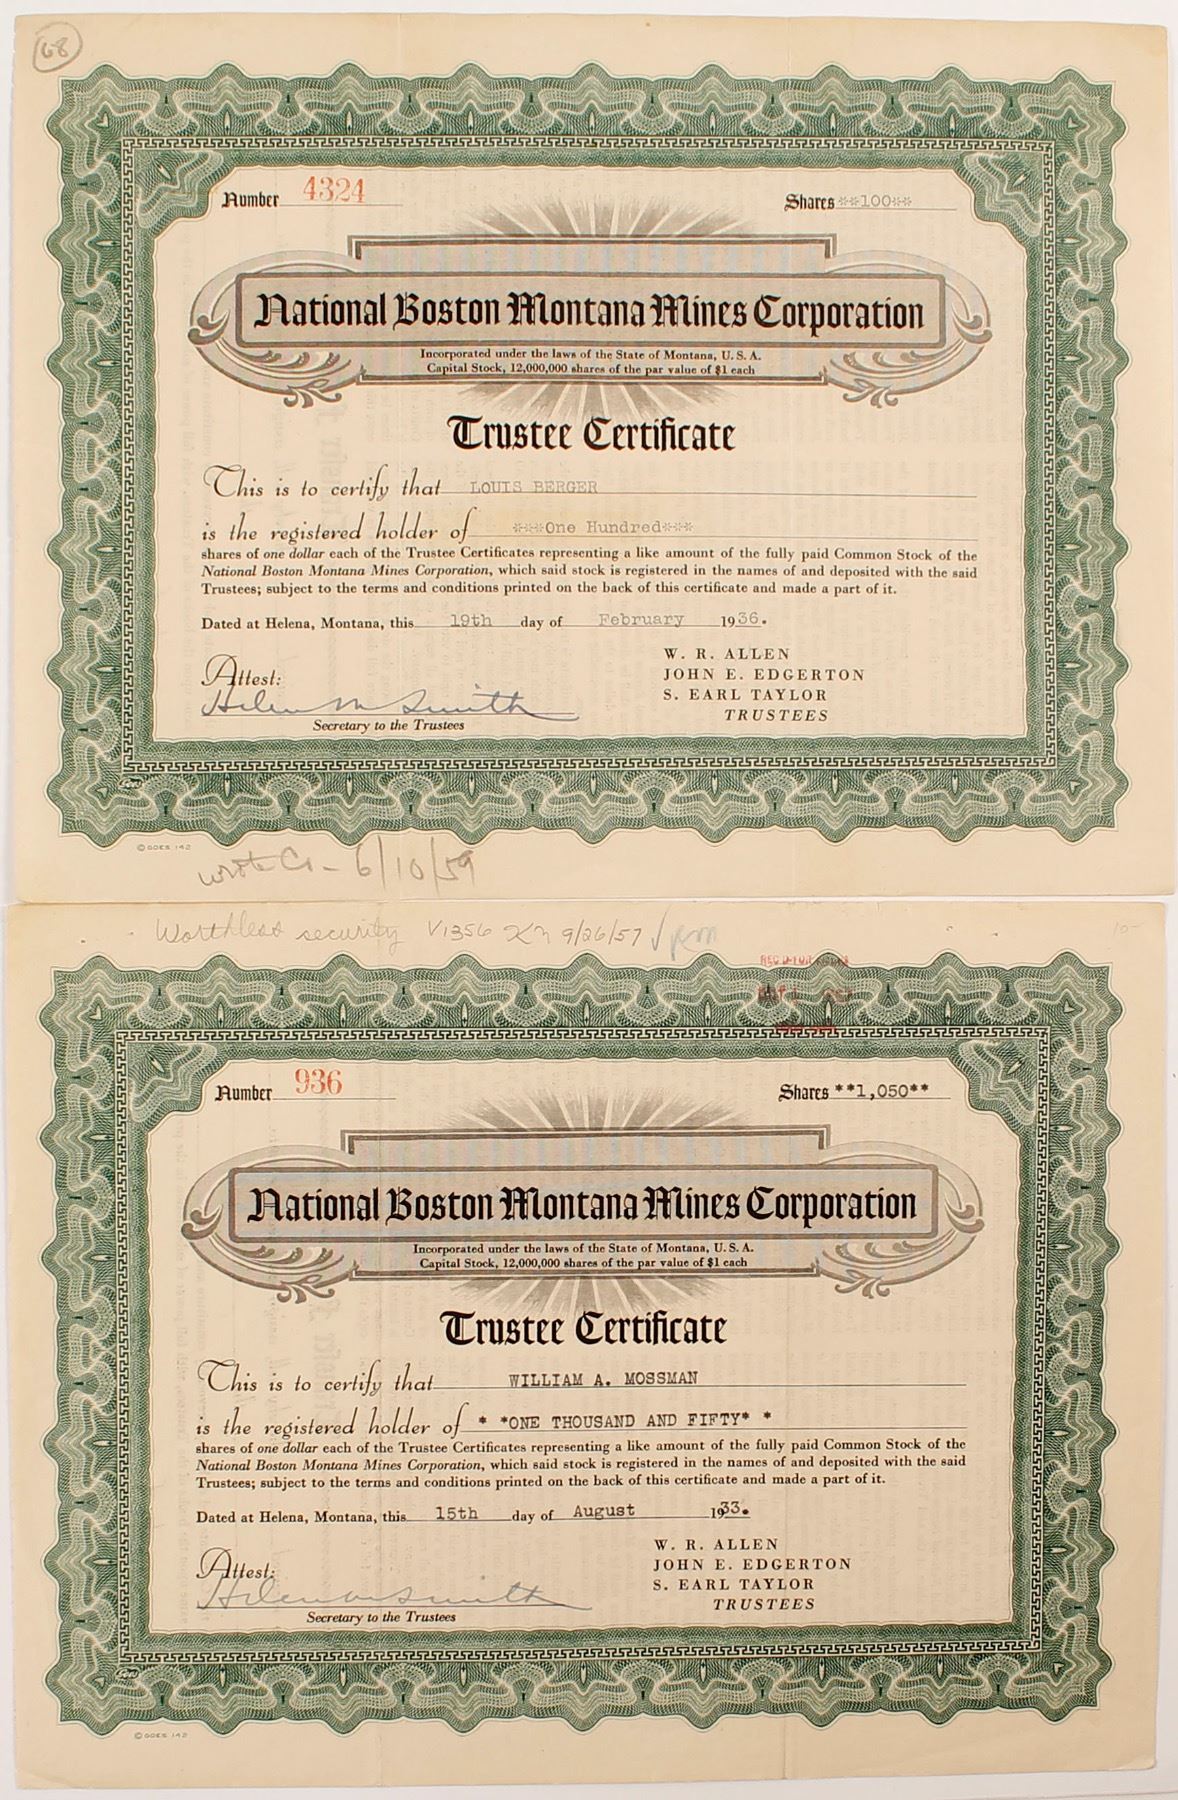 68
Number 4324 Shares **100**
National Boston Montana Mines Corporation
Incorporated under the laws of the State of Montana, U. S. A.
Capital Stock, 12,000,000 shares of the par value of $1 each
Trustee Certificate
This is to certify that LOUIS BERGER
is the registered holder of ***One Hundred***
shares of one dollar each of the Trustee Certificates representing a like amount of the fully paid Common Stock of the
National Boston Montana Mines Corporation, which said stock is registered in the names of and deposited with the said
Trustees; subject to the terms and conditions printed on the back of this certificate and made a part of it.
Dated at Helena, Montana, this 19th day of February 1936.
W. R. ALLEN
JOHN E. EDGERTON
S. EARL TAYLOR
TRUSTEES
Attest:
Helen M Smith
Secretary to the Trustees
© GOES 142
wrote Co - 6/10/59
Worthless security V1356 9/26/57
10-
Number 936 Shares **1,050**
National Boston Montana Mines Corporation
Incorporated under the laws of the State of Montana, U. S. A.
Capital Stock, 12,000,000 shares of the par value of $1 each
Trustee Certificate
This is to certify that WILLIAM A. MOSSMAN
is the registered holder of * *ONE THOUSAND AND FIFTY* *
shares of one dollar each of the Trustee Certificates representing a like amount of the fully paid Common Stock of the
National Boston Montana Mines Corporation, which said stock is registered in the names of and deposited with the said
Trustees; subject to the terms and conditions printed on the back of this certificate and made a part of it.
Dated at Helena, Montana, this 15th day of August 1933.
W. R. ALLEN
JOHN E. EDGERTON
S. EARL TAYLOR
TRUSTEES
Attest:
Helen M Smith
Secretary to the Trustees
© GOES 142